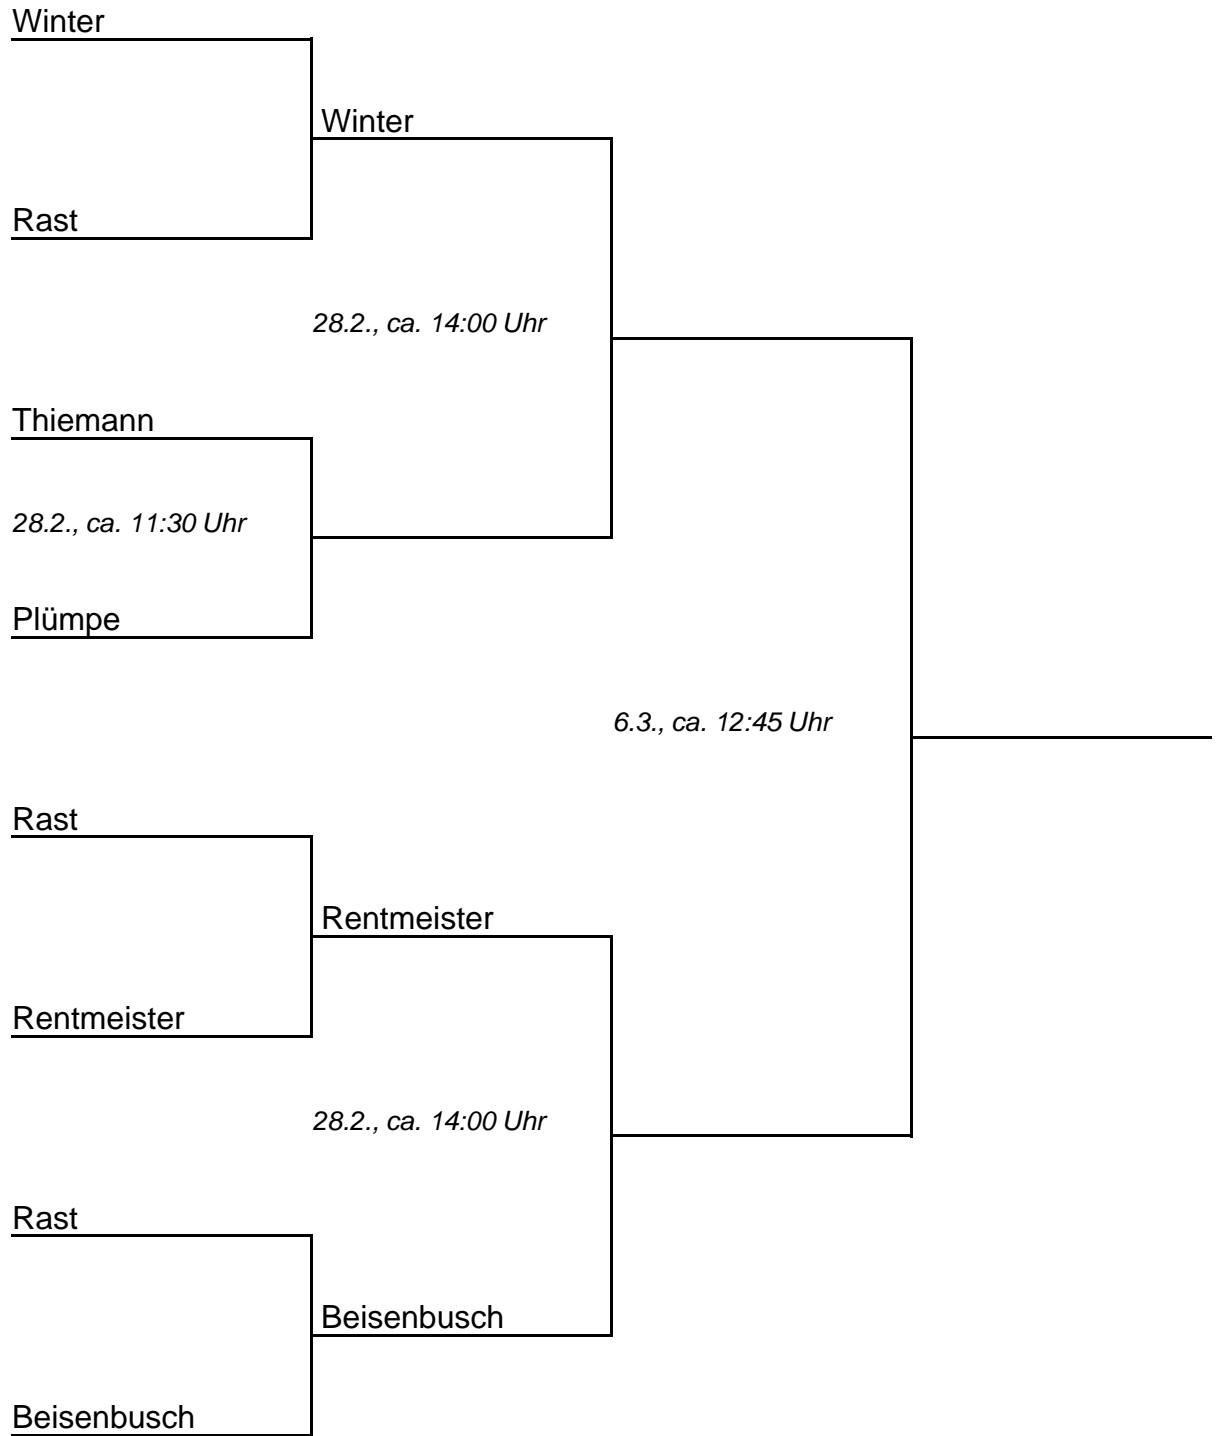 Winter
Winter
Rast
28.2., ca. 14:00 Uhr
Thiemann
28.2., ca. 11:30 Uhr
Plümpe
6.3., ca. 12:45 Uhr
Rast
Rentmeister
Rentmeister
28.2., ca. 14:00 Uhr
Rast
Beisenbusch
Beisenbusch